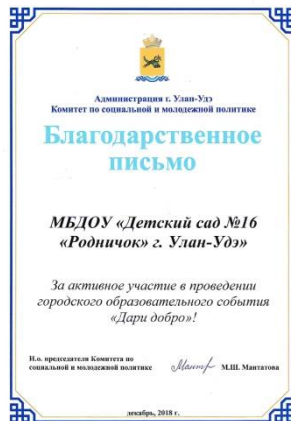 Администрация г. Улан-Удэ
Комитет по социальной и молодежной политике
Благодарственное
письмо
МБДОУ «Детский сад №16
«Родничок» г. Улан-Удэ»
За активное участие в проведении
городского образовательного события
«Дари добро»!
И.о. председателя Комитета по
социальной и молодежной политике
М.Ш. Мантатова
декабрь, 2018 г.